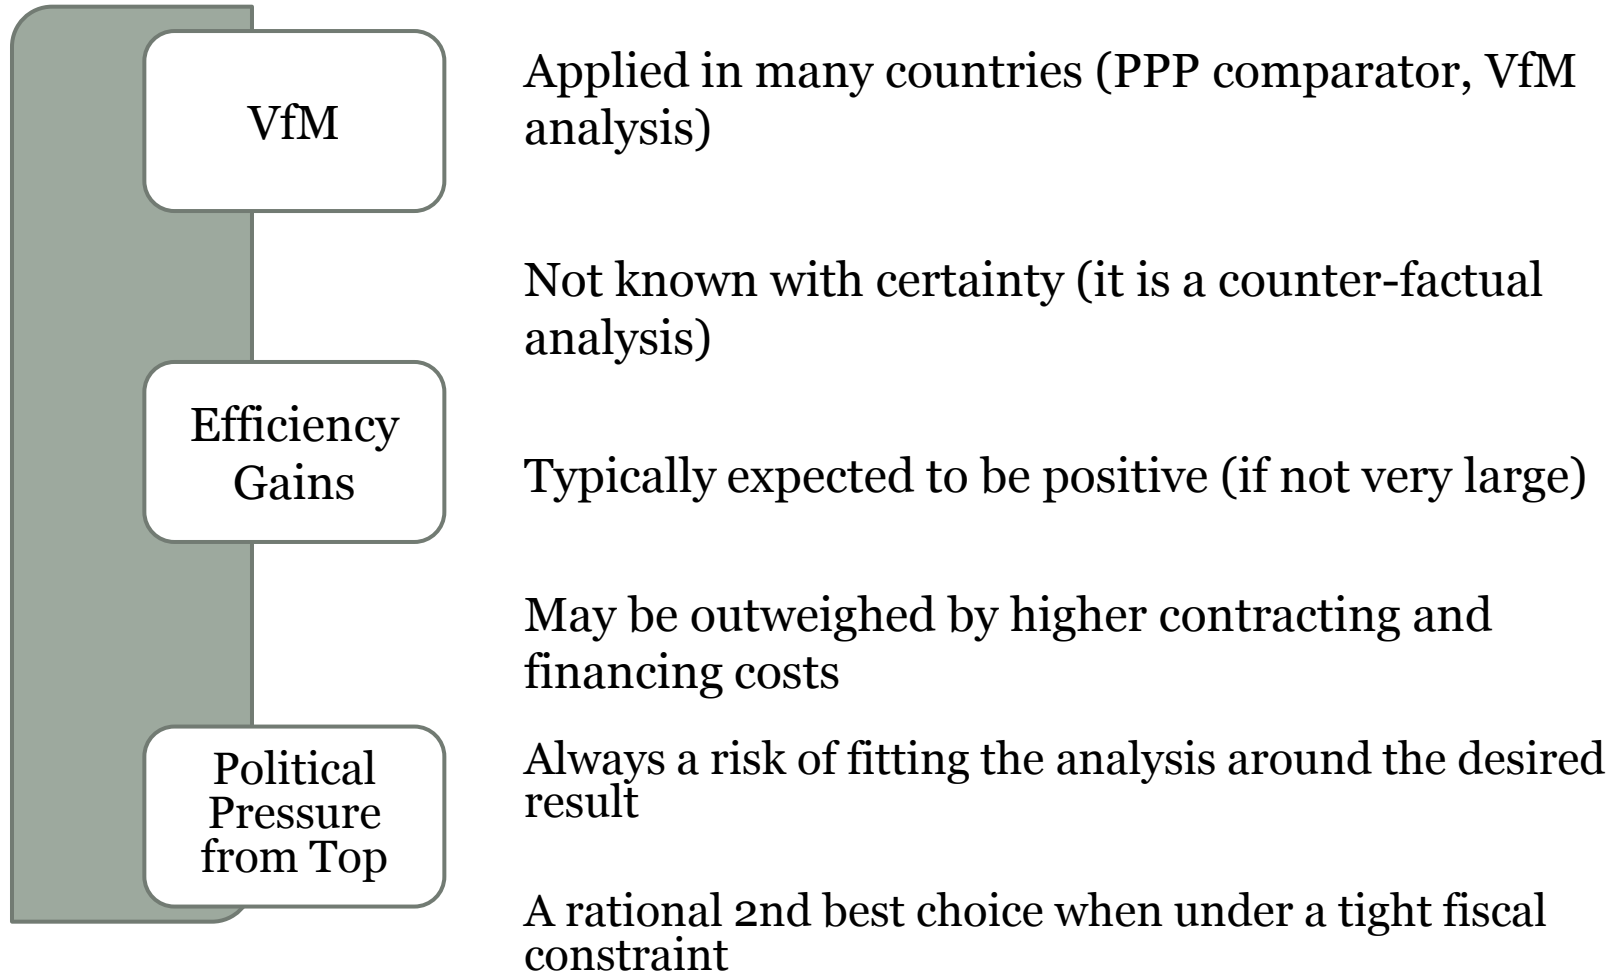 VfM
Applied in many countries (PPP comparator, VfM
analysis)
Not known with certainty (it is a counter-factual
analysis)
Efficiency
Gains
Typically expected to be positive (if not very large)
May be outweighed by higher contracting and
financing costs
Political
Pressure
from Top
Always a risk of fitting the analysis around the desired
result
A rational 2nd best choice when under a tight fiscal
constraint